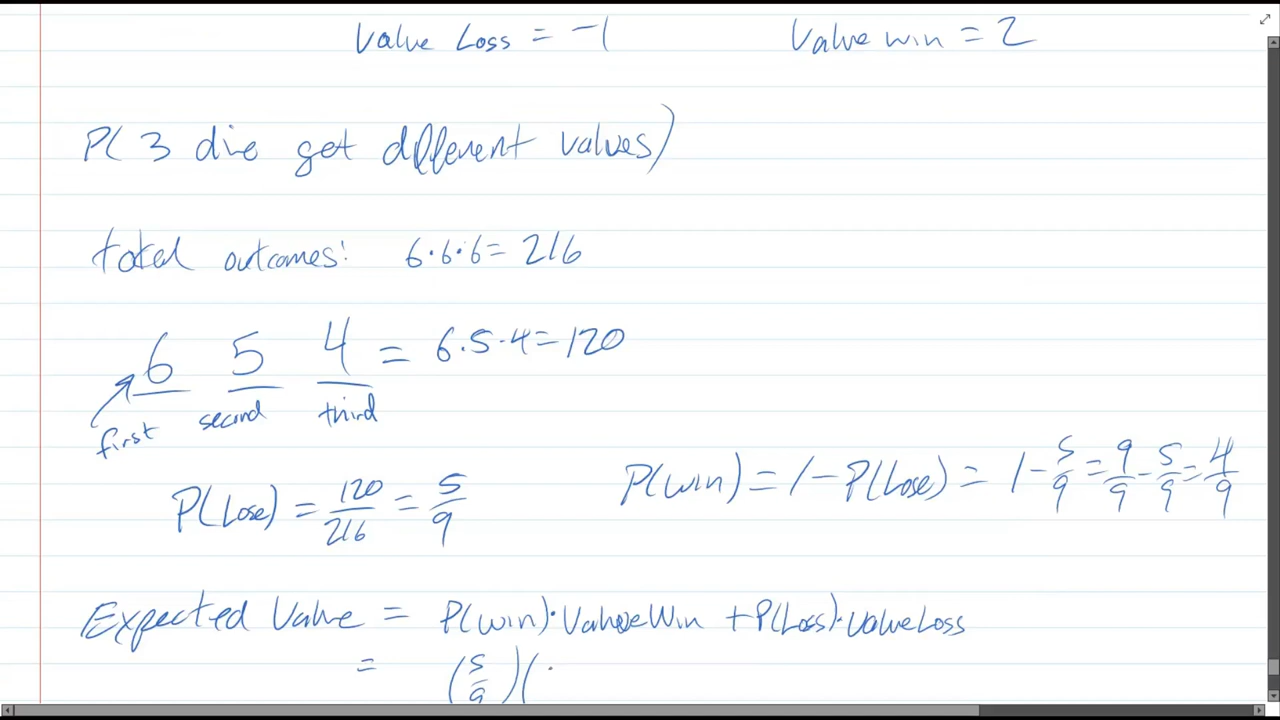 Value Loss = -1 Value win = 2
P( 3 die get different values)
total outcomes: 6·6·6= 216
6 5 4 = 6·5·4=120
first second third
P(Lose) = 120/216 = 5/9 P(win) = 1 - P(Lose) = 1 - 5/9 = 9/9 - 5/9 = 4/9
Expected Value = P(win)·ValueWin + P(Loss)·ValueLoss
= (5/9)(